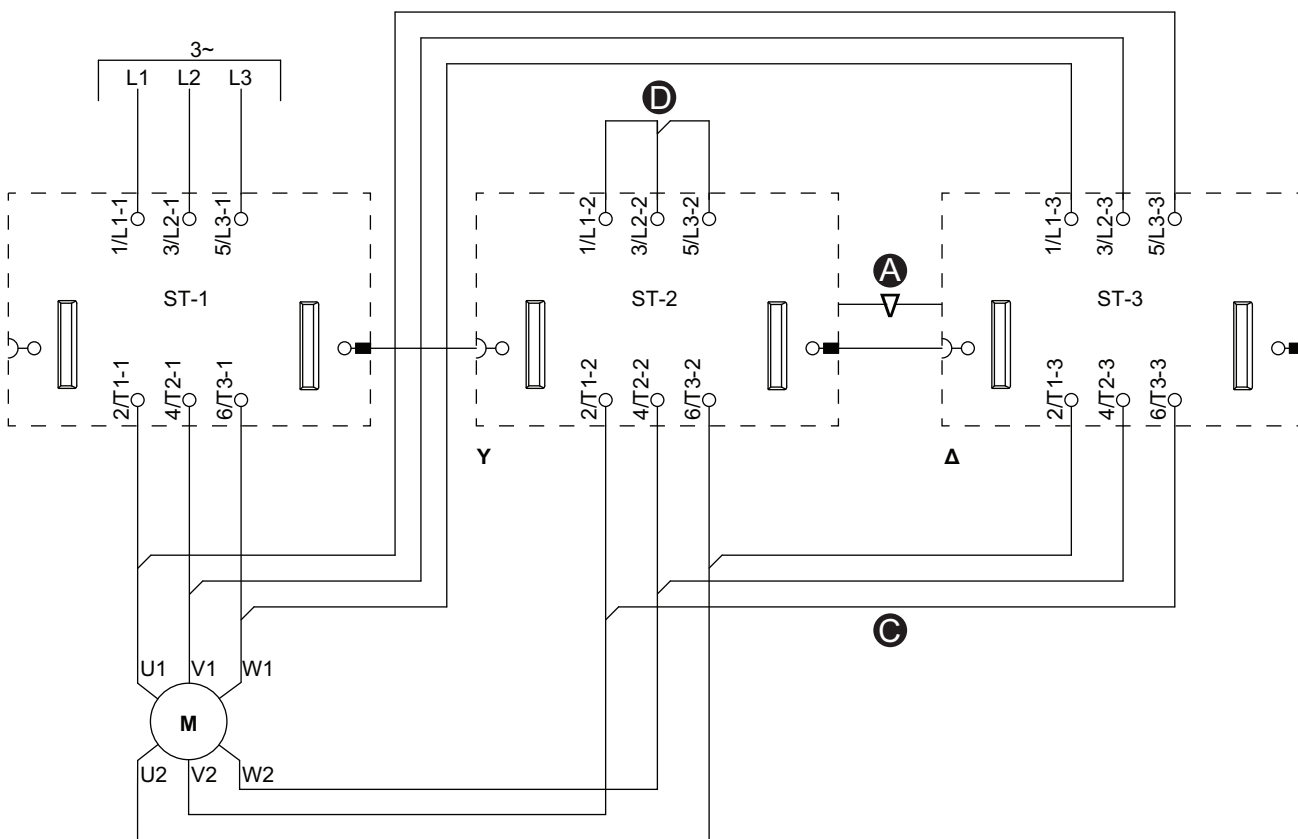 3~
L1 L2 L3
D
1/L1-1 3/L2-1 5/L3-1
1/L1-2 3/L2-2 5/L3-2
1/L1-3 3/L2-3 5/L3-3
A
ST-1 ST-2 ST-3
2/T1-1 4/T2-1 6/T3-1
2/T1-2 4/T2-2 6/T3-2
2/T1-3 4/T2-3 6/T3-3
Y Δ
C
U1 V1 W1
M
U2 V2 W2